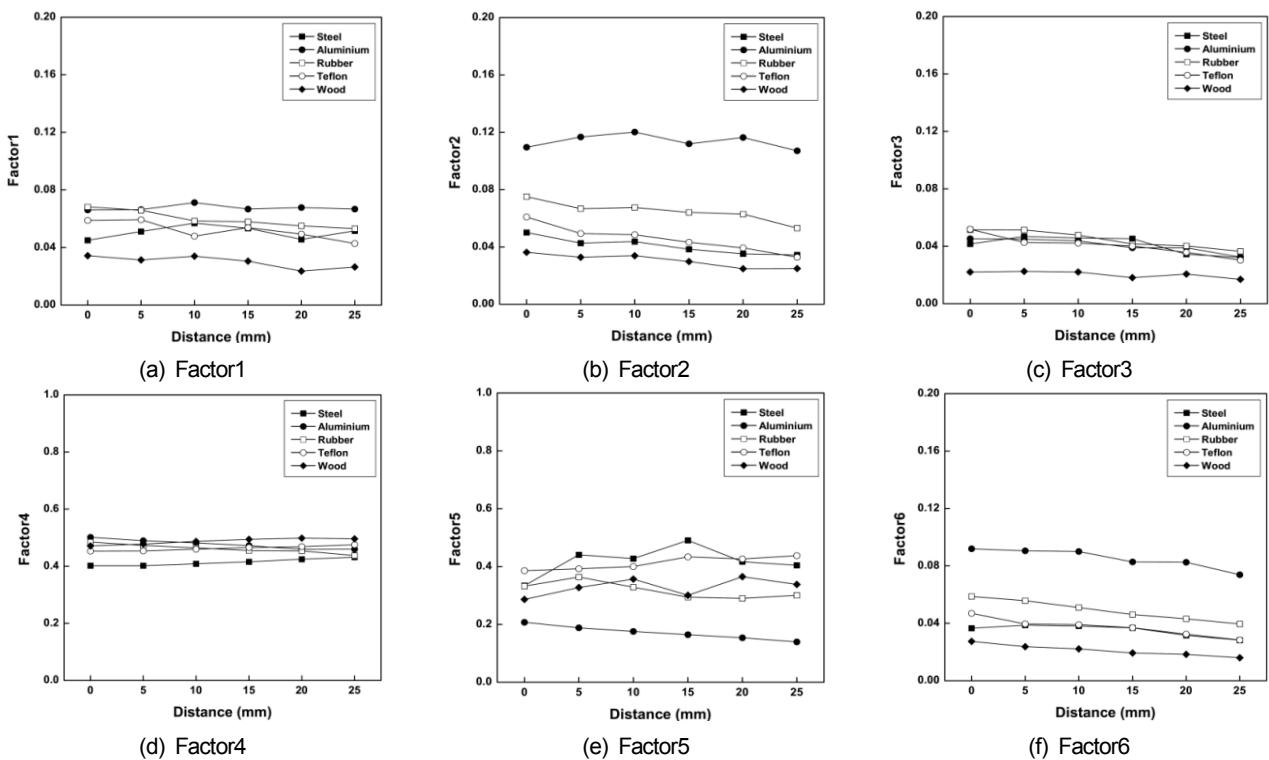 0.20
0.16
0.12
0.08
0.04
0.00
Factor1
Steel
Aluminium
Rubber
Teflon
Wood
0 5 10 15 20 25
Distance (mm)
(a) Factor1
0.20
0.16
0.12
0.08
0.04
0.00
Factor2
Steel
Aluminium
Rubber
Teflon
Wood
0 5 10 15 20 25
Distance (mm)
(b) Factor2
0.20
0.16
0.12
0.08
0.04
0.00
Factor3
Steel
Aluminium
Rubber
Teflon
Wood
0 5 10 15 20 25
Distance (mm)
(c) Factor3
1.0
0.8
0.6
0.4
0.2
0.0
Factor4
Steel
Aluminium
Rubber
Teflon
Wood
0 5 10 15 20 25
Distance (mm)
(d) Factor4
1.0
0.8
0.6
0.4
0.2
0.0
Factor5
Steel
Aluminium
Rubber
Teflon
Wood
0 5 10 15 20 25
Distance (mm)
(e) Factor5
0.20
0.16
0.12
0.08
0.04
0.00
Factor6
Steel
Aluminium
Rubber
Teflon
Wood
0 5 10 15 20 25
Distance (mm)
(f) Factor6